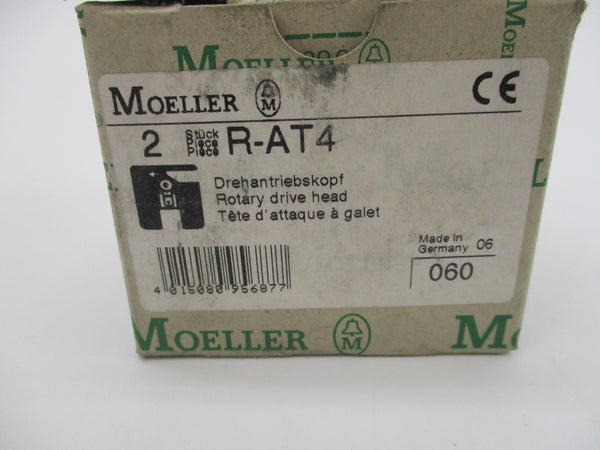 MOELLER
MOELLER M CE
2 Stück Piece Pièce R-AT4
Drehantriebskopf
Rotary drive head
Tête d'attaque à galet
Made in Germany 06
4 015080 956877
060
MOELLER M